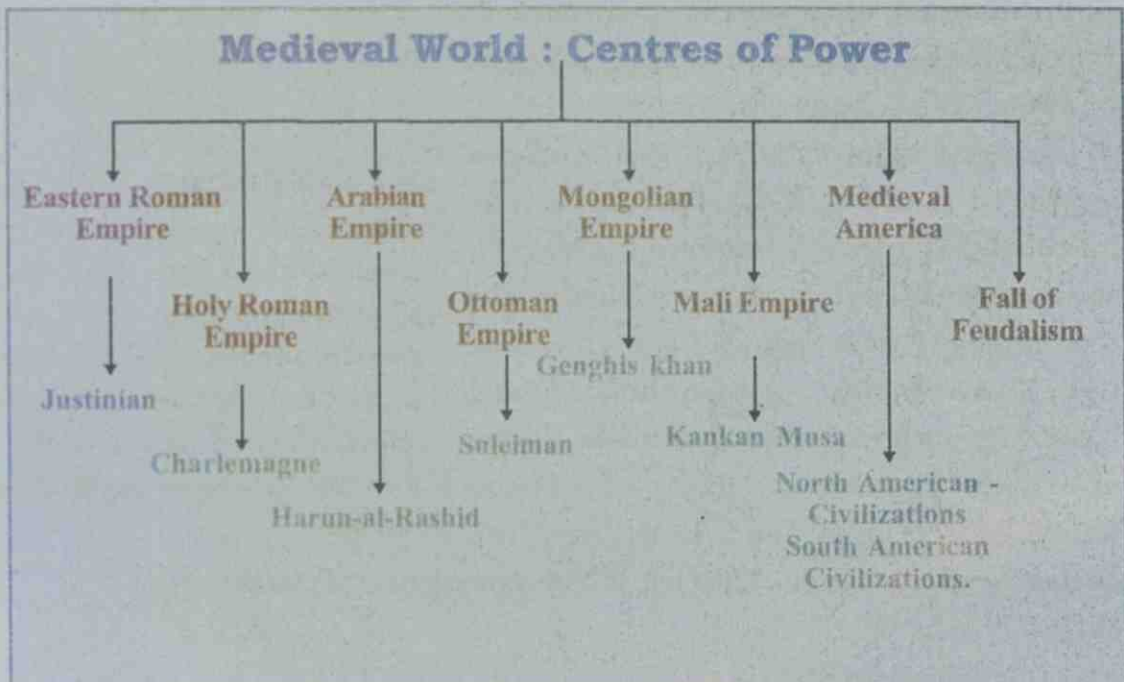 Medieval World : Centres of Power
Eastern Roman
Empire
Arabian
Empire
Mongolian
Empire
Medieval
America
Holy Roman
Empire
Ottoman
Empire
Mali Empire
Fall of
Feudalism
Justinian
Charlemagne
Harun-al-Rashid
Suleiman
Genghis khan
Kankan Musa
North American -
Civilizations
South American
Civilizations.